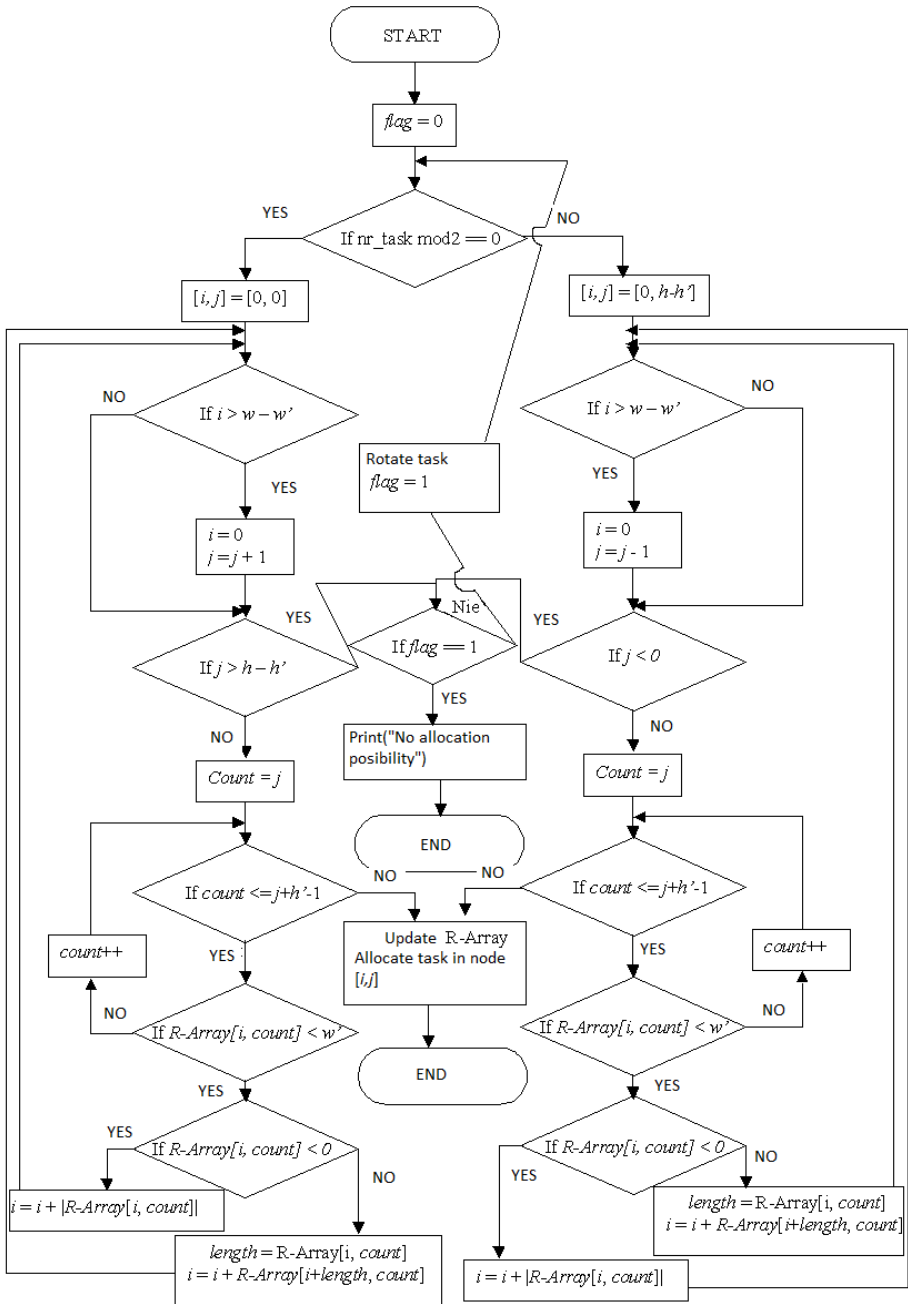 START
flag = 0
YES
NO
If nr_task mod2 == 0
[i,j] = [0, 0]
[i,j] = [0, h-h’]
NO
If i > w – w’
NO
If i > w – w’
YES
Rotate task
flag = 1
YES
i = 0
j = j + 1
i = 0
j = j - 1
YES
Nie
YES
If j > h – h’
If flag == 1
If j < 0
YES
NO
NO
Print("No allocation
posibility")
Count = j
Count = j
END
NO
NO
If count <=j+h’-1
If count <=j+h’-1
YES
Update R-Array
Allocate task in node
[i,j]
YES
count++
count++
NO
NO
If R-Array[i, count] < w’
If R-Array[i, count] < w’
END
YES
YES
YES
If R-Array[i, count] < 0
If R-Array[i, count] < 0
NO
YES
NO
i = i + |R-Array[i, count]|
length = R-Array[i, count]
i = i + R-Array[i+length, count]
length = R-Array[i, count]
i = i + R-Array[i+length, count]
i = i + |R-Array[i, count]|